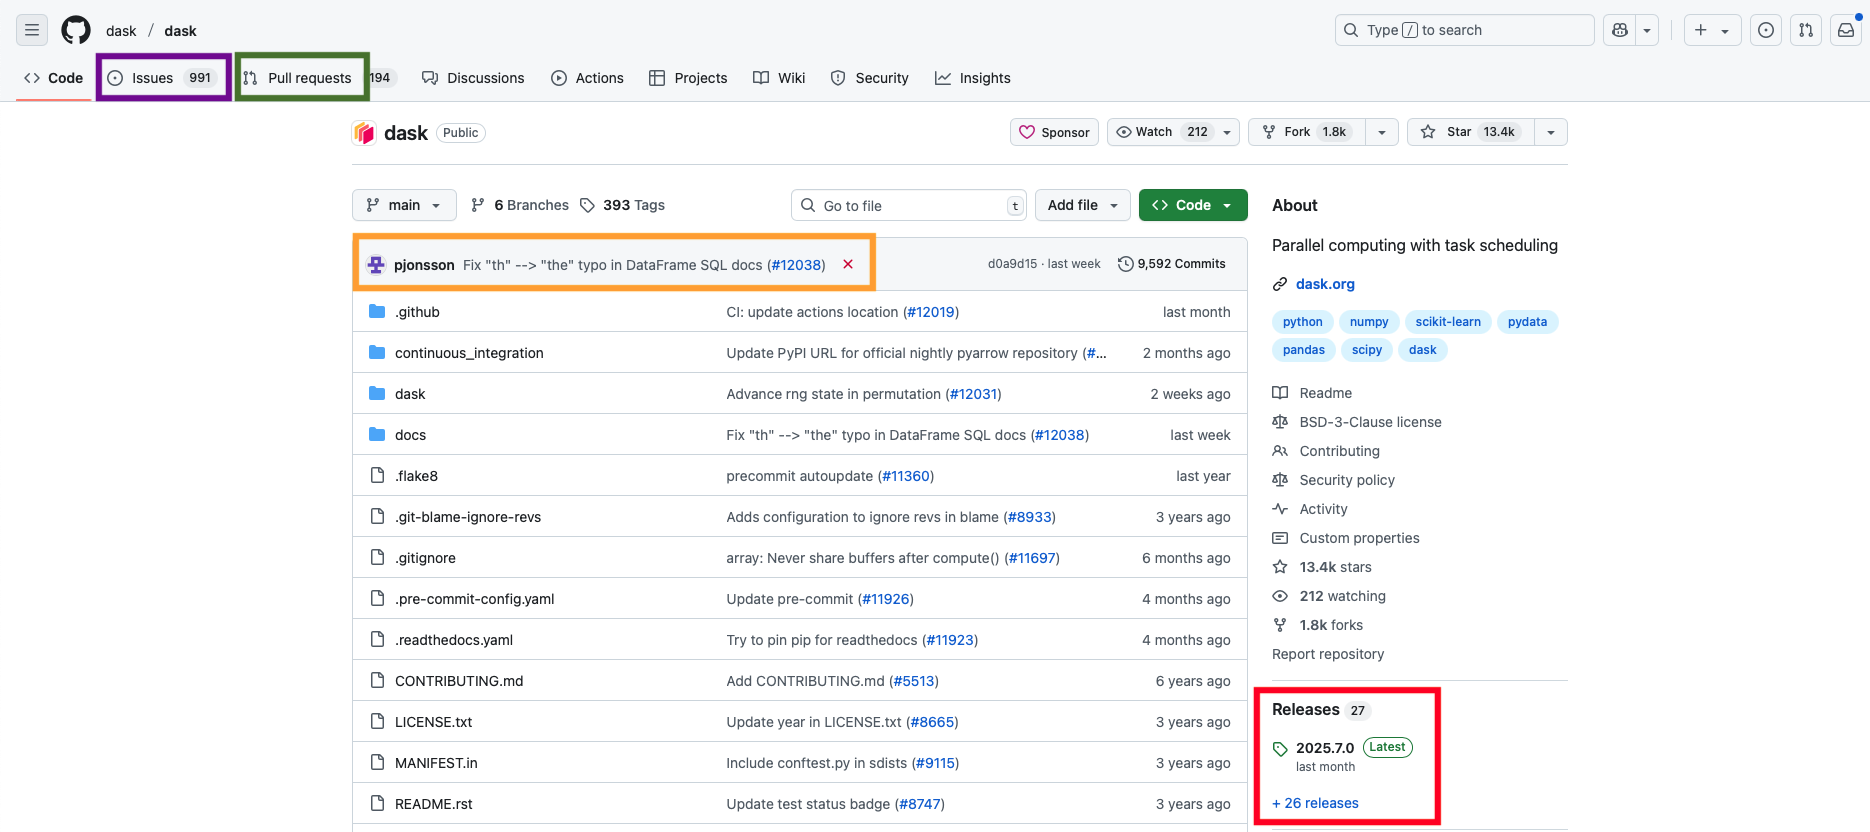 dask / dask
Type / to search
Code
Issues 991
Pull requests 194
Discussions
Actions
Projects
Wiki
Security
Insights
dask Public
Sponsor
Watch 212
Fork 1.8k
Star 13.4k
main
6 Branches
393 Tags
Go to file t
Add file
Code
pjonsson Fix "th" --> "the" typo in DataFrame SQL docs (#12038)
d0a9d15 · last week
9,592 Commits
.github CI: update actions location (#12019) last month
continuous_integration Update PyPI URL for official nightly pyarrow repository (#... 2 months ago
dask Advance rng state in permutation (#12031) 2 weeks ago
docs Fix "th" --> "the" typo in DataFrame SQL docs (#12038) last week
.flake8 precommit autoupdate (#11360) last year
.git-blame-ignore-revs Adds configuration to ignore revs in blame (#8933) 3 years ago
.gitignore array: Never share buffers after compute() (#11697) 6 months ago
.pre-commit-config.yaml Update pre-commit (#11926) 4 months ago
.readthedocs.yaml Try to pin pip for readthedocs (#11923) 4 months ago
CONTRIBUTING.md Add CONTRIBUTING.md (#5513) 6 years ago
LICENSE.txt Update year in LICENSE.txt (#8665) 3 years ago
MANIFEST.in Include conftest.py in sdists (#9115) 3 years ago
README.rst Update test status badge (#8747) 3 years ago
About
Parallel computing with task scheduling
dask.org
python numpy scikit-learn pydata
pandas scipy dask
Readme
BSD-3-Clause license
Contributing
Security policy
Activity
Custom properties
13.4k stars
212 watching
1.8k forks
Report repository
Releases 27
2025.7.0 Latest
last month
+ 26 releases